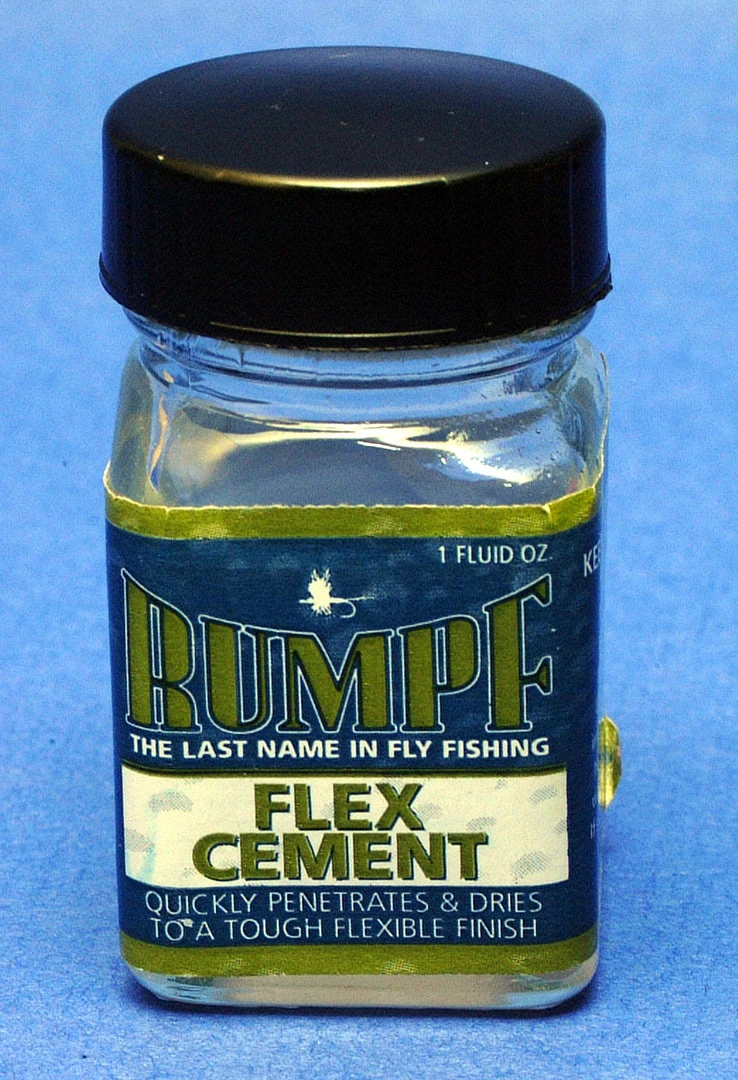 1 FLUID OZ.
RUMPF
THE LAST NAME IN FLY FISHING
FLEX
CEMENT
QUICKLY PENETRATES & DRIES
TO A TOUGH FLEXIBLE FINISH